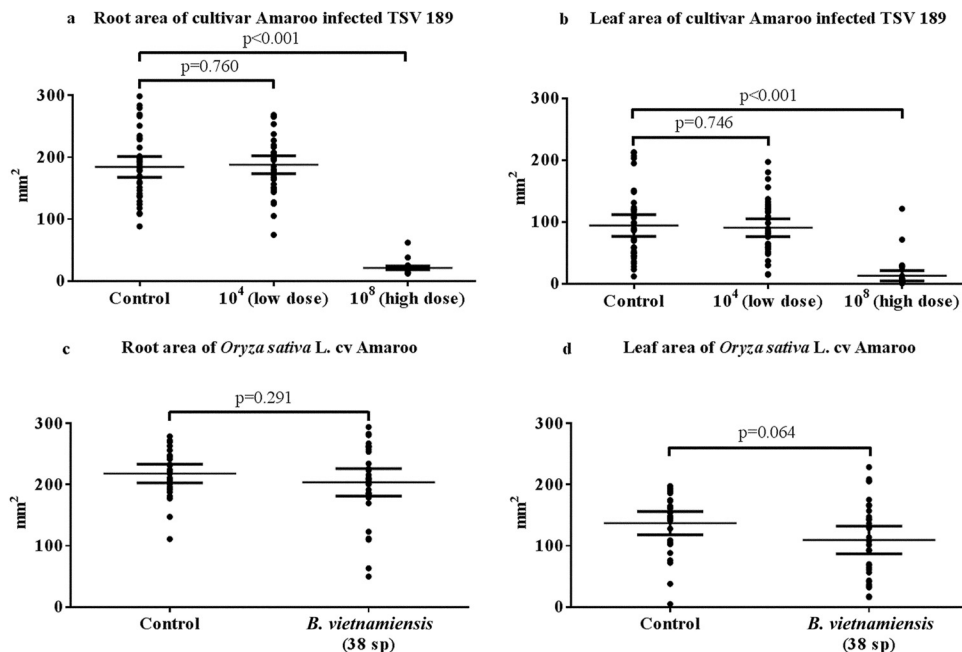 a Root area of cultivar Amaroo infected TSV 189
p<0.001
p=0.760
300
200
100
0
mm²
Control 10⁴ (low dose) 10⁸ (high dose)
b Leaf area of cultivar Amaroo infected TSV 189
p<0.001
p=0.746
300
200
100
0
mm²
Control 10⁴ (low dose) 10⁸ (high dose)
c Root area of Oryza sativa L. cv Amaroo
p=0.291
300
200
100
0
mm²
Control B. vietnamiensis
(38 sp)
d Leaf area of Oryza sativa L. cv Amaroo
p=0.064
300
200
100
0
mm²
Control B. vietnamiensis
(38 sp)